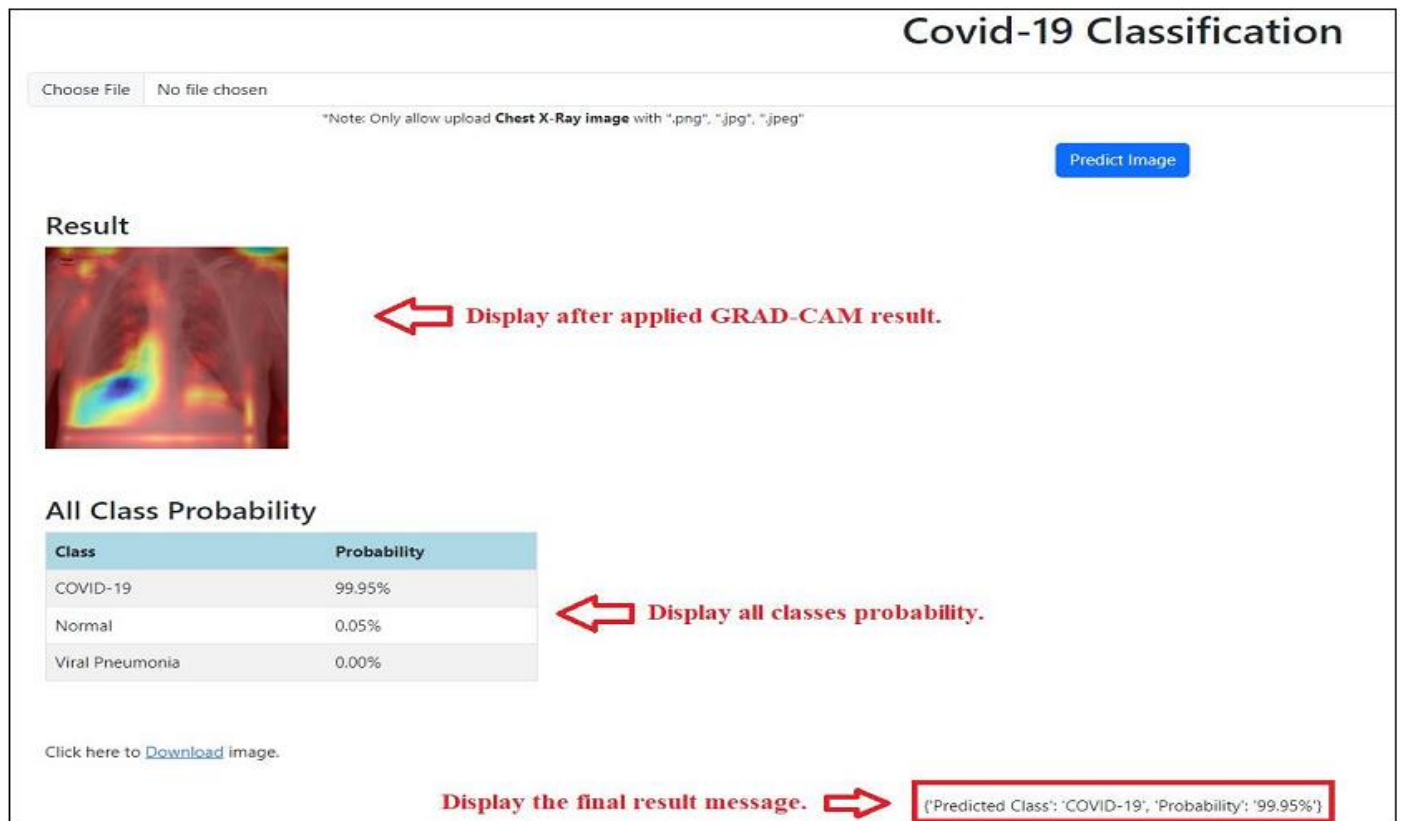 Covid-19 Classification
Choose File No file chosen
*Note: Only allow upload Chest X-Ray image with ".png", ".jpg", ".jpeg"
Predict Image
Result
Display after applied GRAD-CAM result.
All Class Probability
Class Probability
COVID-19 99.95%
Normal 0.05%
Viral Pneumonia 0.00%
Display all classes probability.
Click here to Download image.
Display the final result message.
{'Predicted Class': 'COVID-19', 'Probability': '99.95%'}